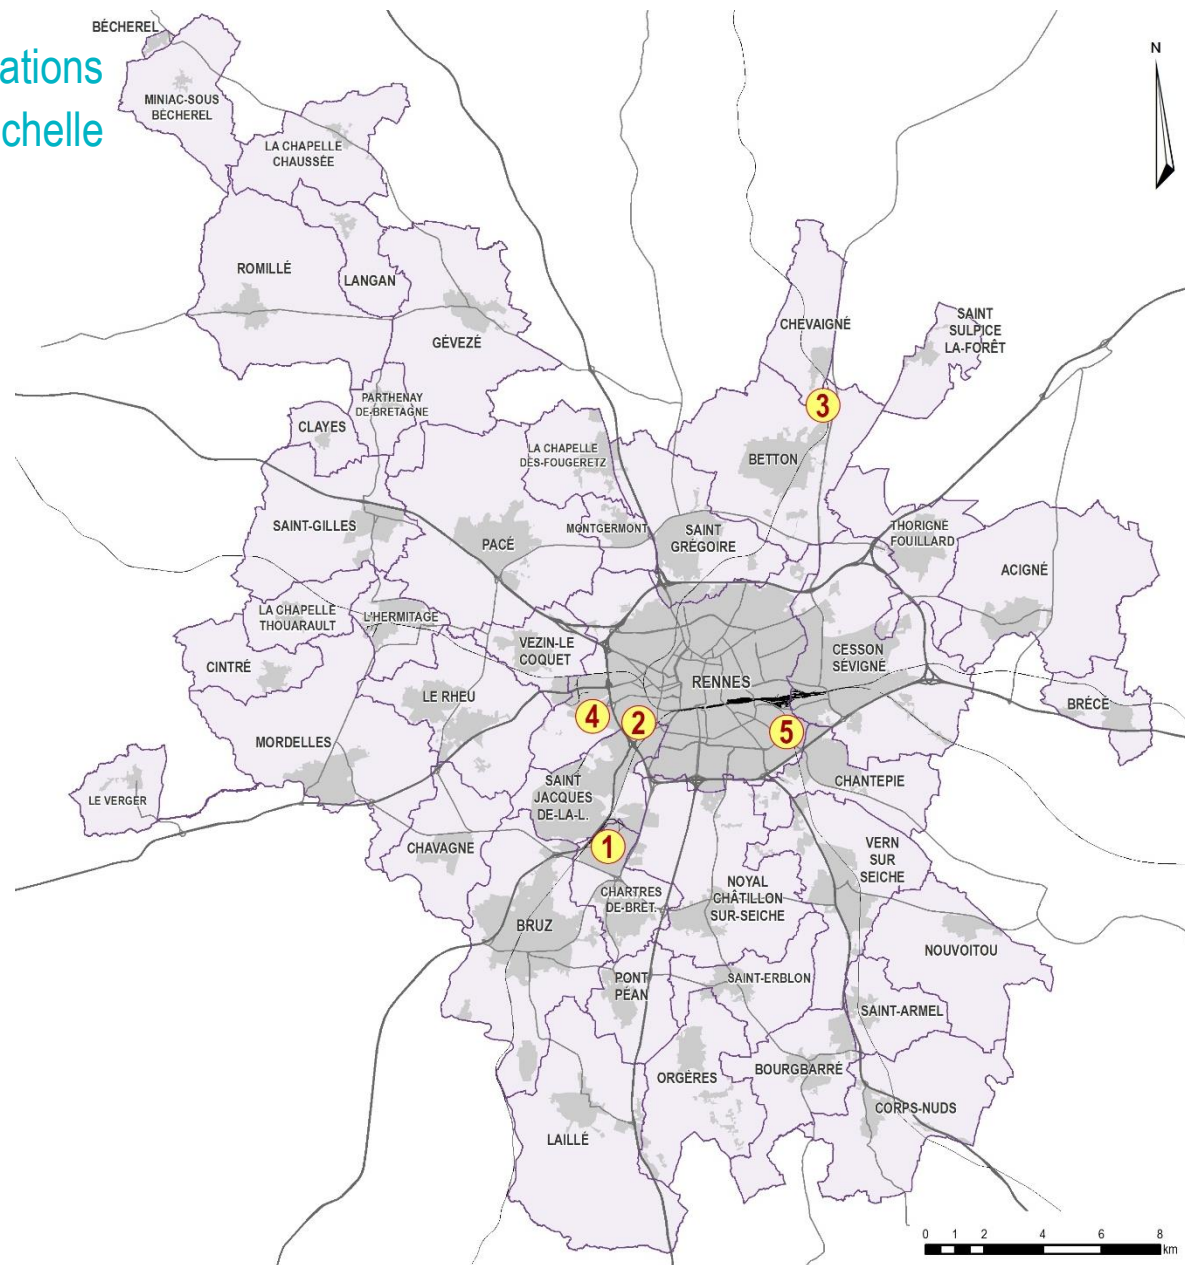 BÉCHEREL
ations
chelle
N
MINIAC-SOUS
BÉCHEREL
LA CHAPELLE
CHAUSSÉE
ROMILLÉ
LANGAN
GÉVEZÉ
CHEVAIGNÉ
SAINT
SULPICE
LA-FORÊT
PARTHENAY
DE-BRETAGNE
3
CLAYES
LA CHAPELLE
DES-FOUGERETZ
BETTON
SAINT-GILLES
PACÉ
MONTGERMONT
SAINT
GRÉGOIRE
THORIGNÉ
FOUILLARD
ACIGNÉ
LA CHAPELLE
THOUARAULT
L'HERMITAGE
VEZIN-LE
COQUET
CESSON
SÉVIGNÉ
CINTRÉ
LE RHEU
RENNES
BRÉCÉ
4
2
5
MORDELLES
LE VERGER
SAINT
JACQUES
DE-LA-L.
CHANTEPIE
CHAVAGNE
1
VERN
SUR
SEICHE
CHARTRES
DE-BRET.
NOYAL
CHÂTILLON
SUR-SEICHE
BRUZ
NOUVOITOU
PONT
PÉAN
SAINT-ERBLON
SAINT-ARMEL
ORGÈRES
BOURGBARRÉ
CORPS-NUDS
LAILLÉ
0 1 2 4 6 8
km